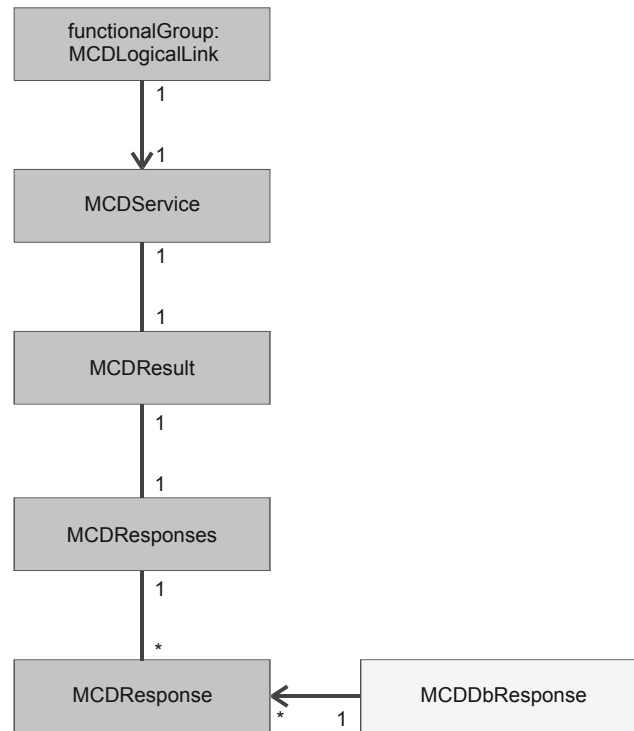 functionalGroup:
MCDLogicalLink
1
1
MCDService
1
1
MCDResult
1
1
MCDResponses
1
*
MCDResponse
MCDDbResponse
*
1